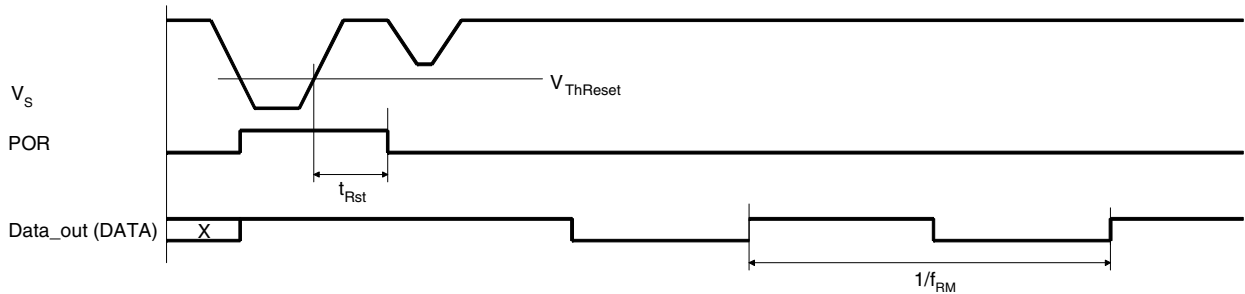 V_S
V_ThReset
POR
t_Rst
Data_out (DATA)
X
1/f_RM